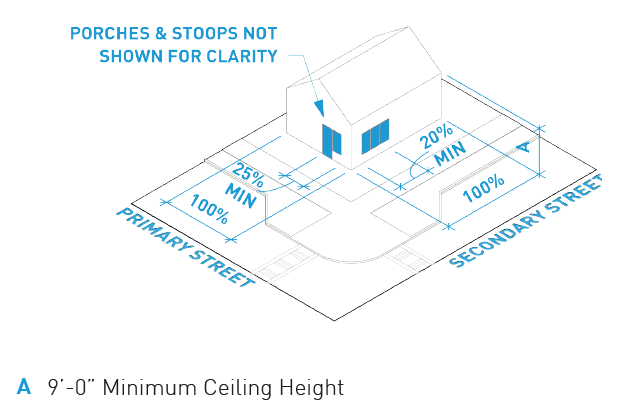 PORCHES & STOOPS NOT
SHOWN FOR CLARITY
20%
MIN
A
25%
MIN
100%
100%
PRIMARY STREET
SECONDARY STREET
A 9’-0” Minimum Ceiling Height